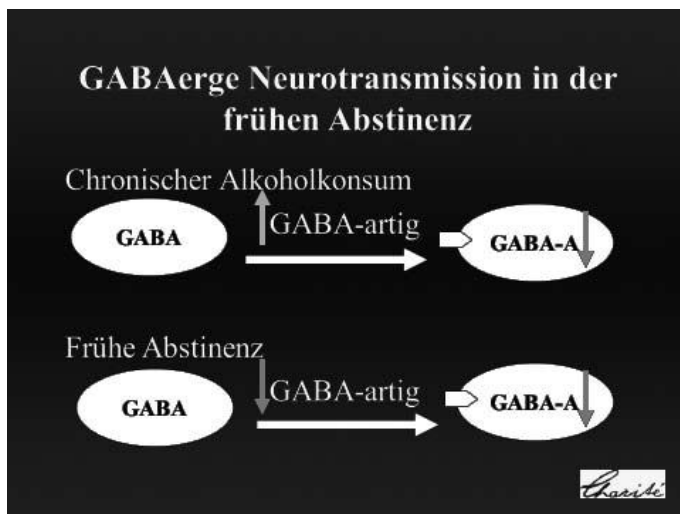 GABAerge Neurotransmission in der
frühen Abstinenz
Chronischer Alkoholkonsum
GABA
GABA-artig
GABA-A
Frühe Abstinenz
GABA
GABA-artig
GABA-A
Charité